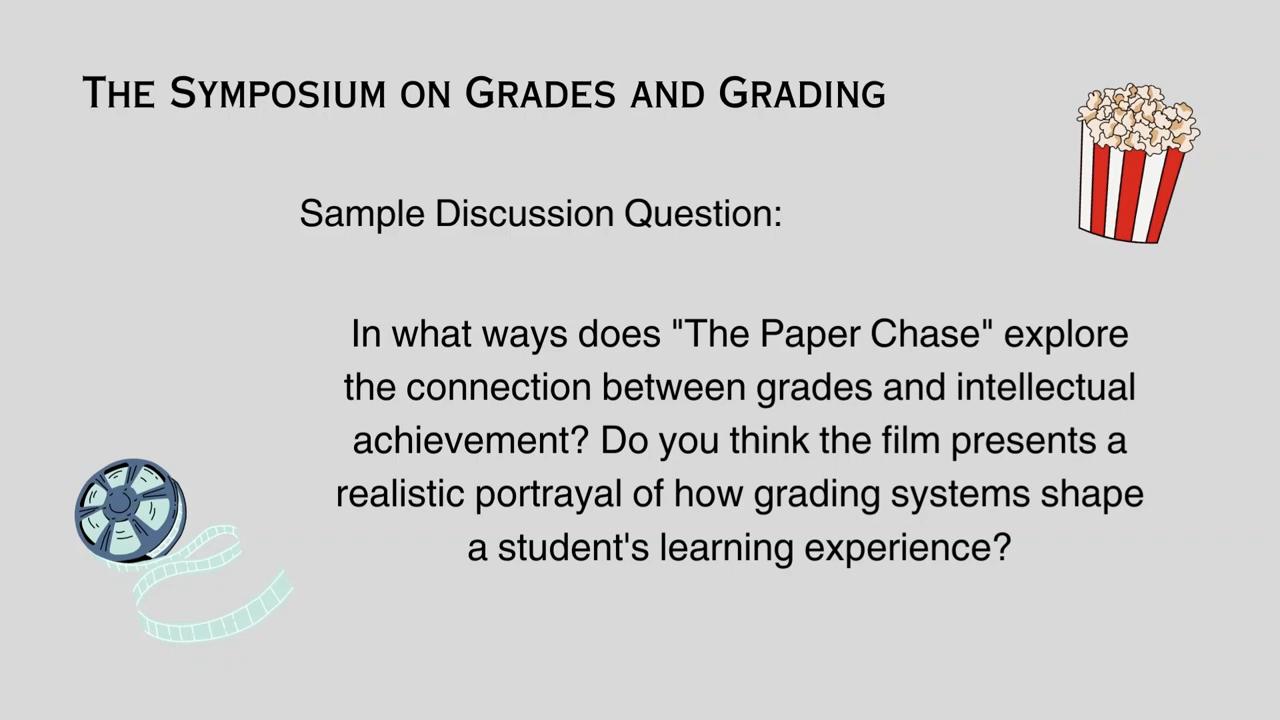 The Symposium on Grades and Grading
Sample Discussion Question:
In what ways does "The Paper Chase" explore
the connection between grades and intellectual
achievement? Do you think the film presents a
realistic portrayal of how grading systems shape
a student's learning experience?